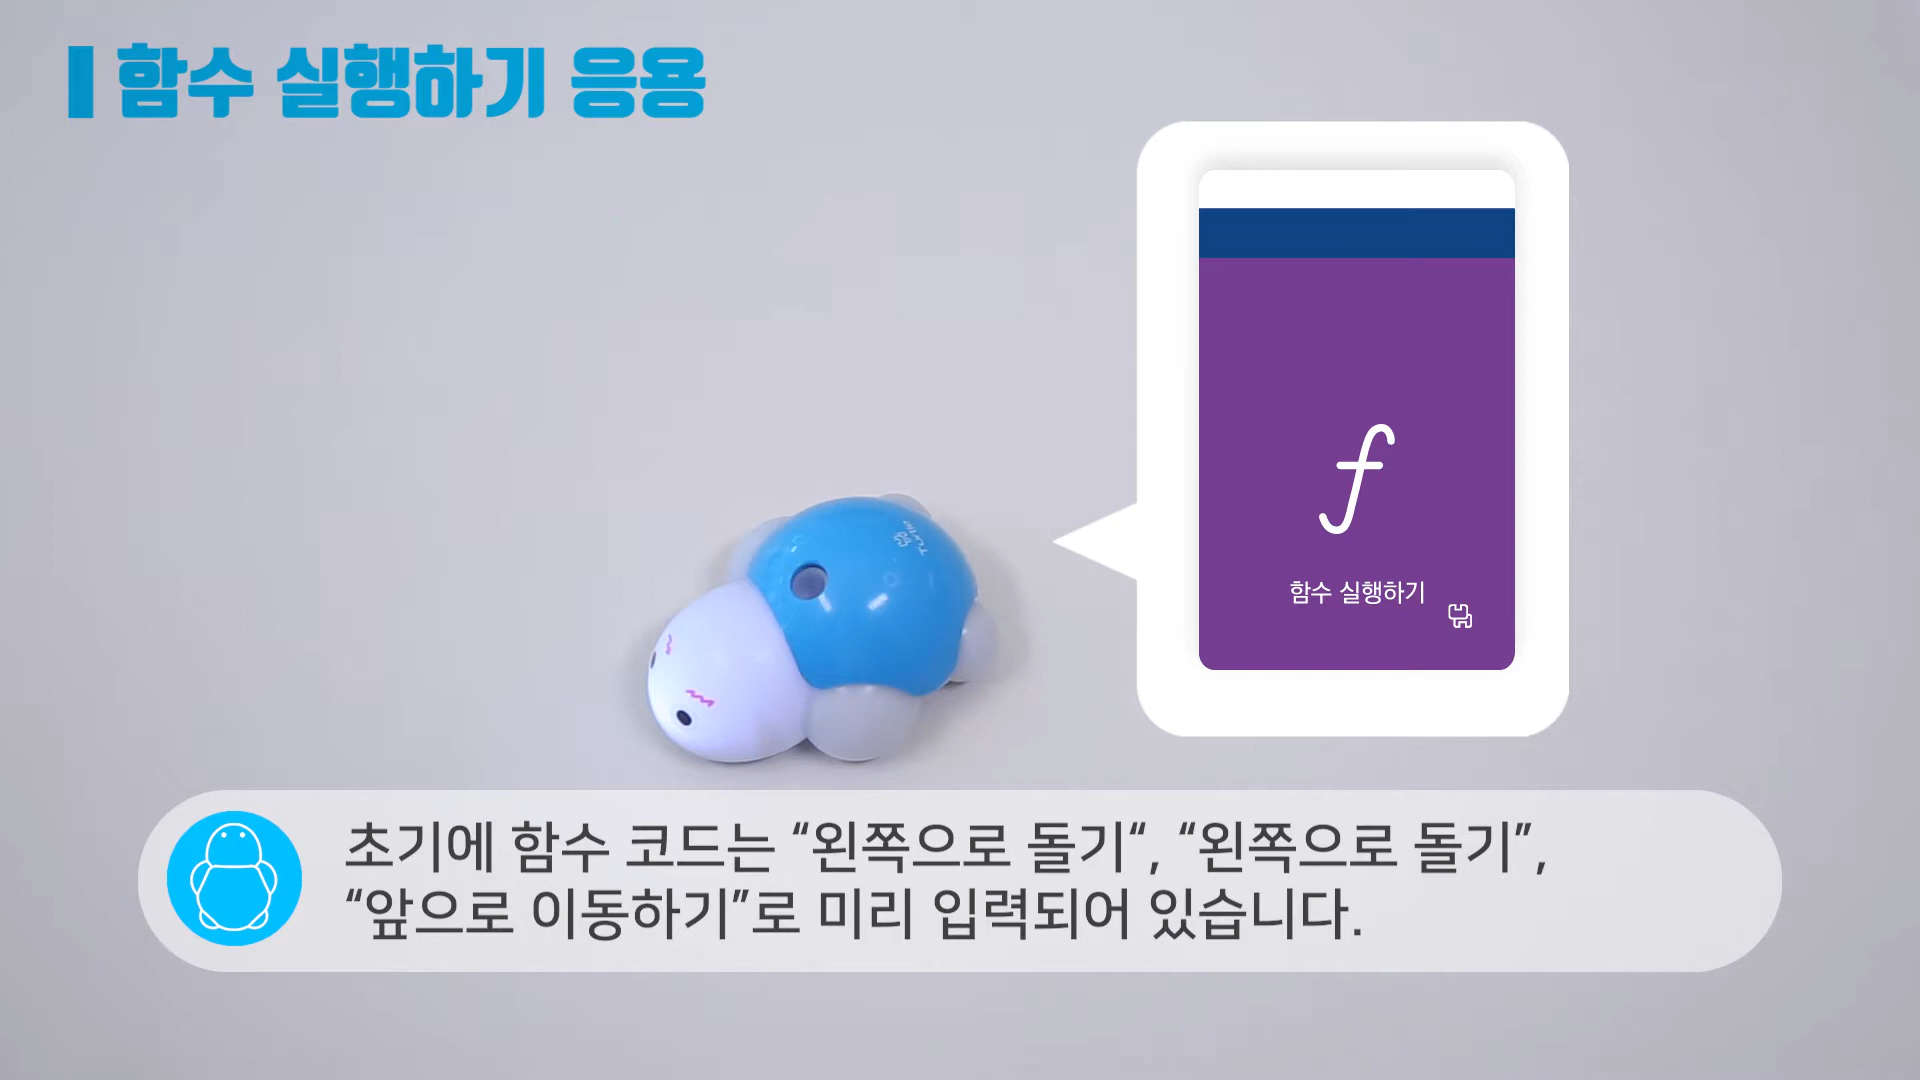 함수 실행하기 응용
Turtle
f
함수 실행하기
초기에 함수 코드는 “왼쪽으로 돌기“, “왼쪽으로 돌기”,
“앞으로 이동하기”로 미리 입력되어 있습니다.